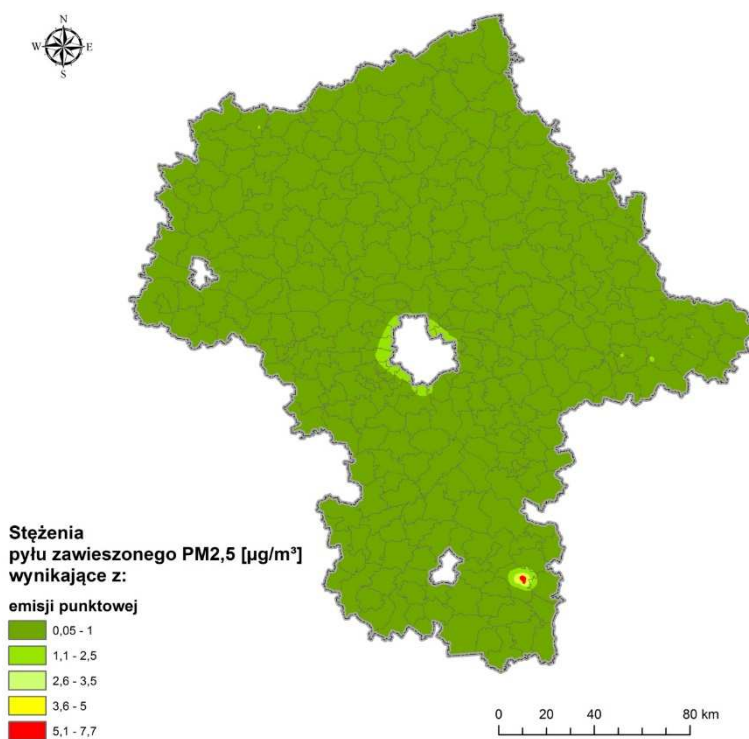 N
W E
S
Stężenia
pyłu zawieszonego PM2,5 [µg/m³]
wynikające z:
emisji punktowej
0,05 - 1
1,1 - 2,5
2,6 - 3,5
3,6 - 5
5,1 - 7,7
0 20 40 80 km